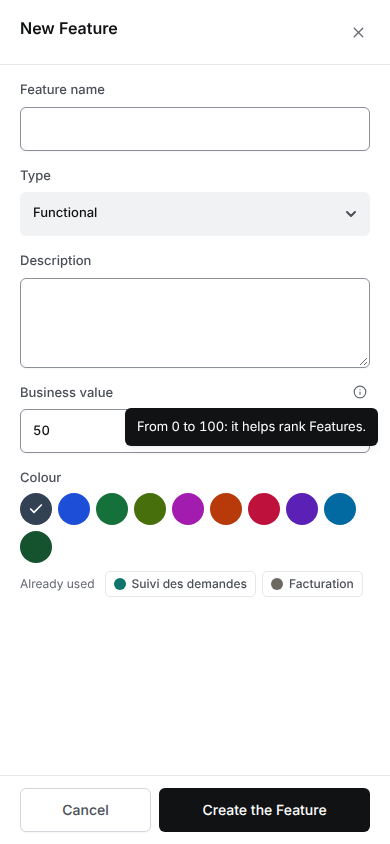 New Feature
Feature name
Type
Functional
Description
Business value
50
From 0 to 100: it helps rank Features.
Colour
Already used
Suivi des demandes
Facturation
Cancel
Create the Feature